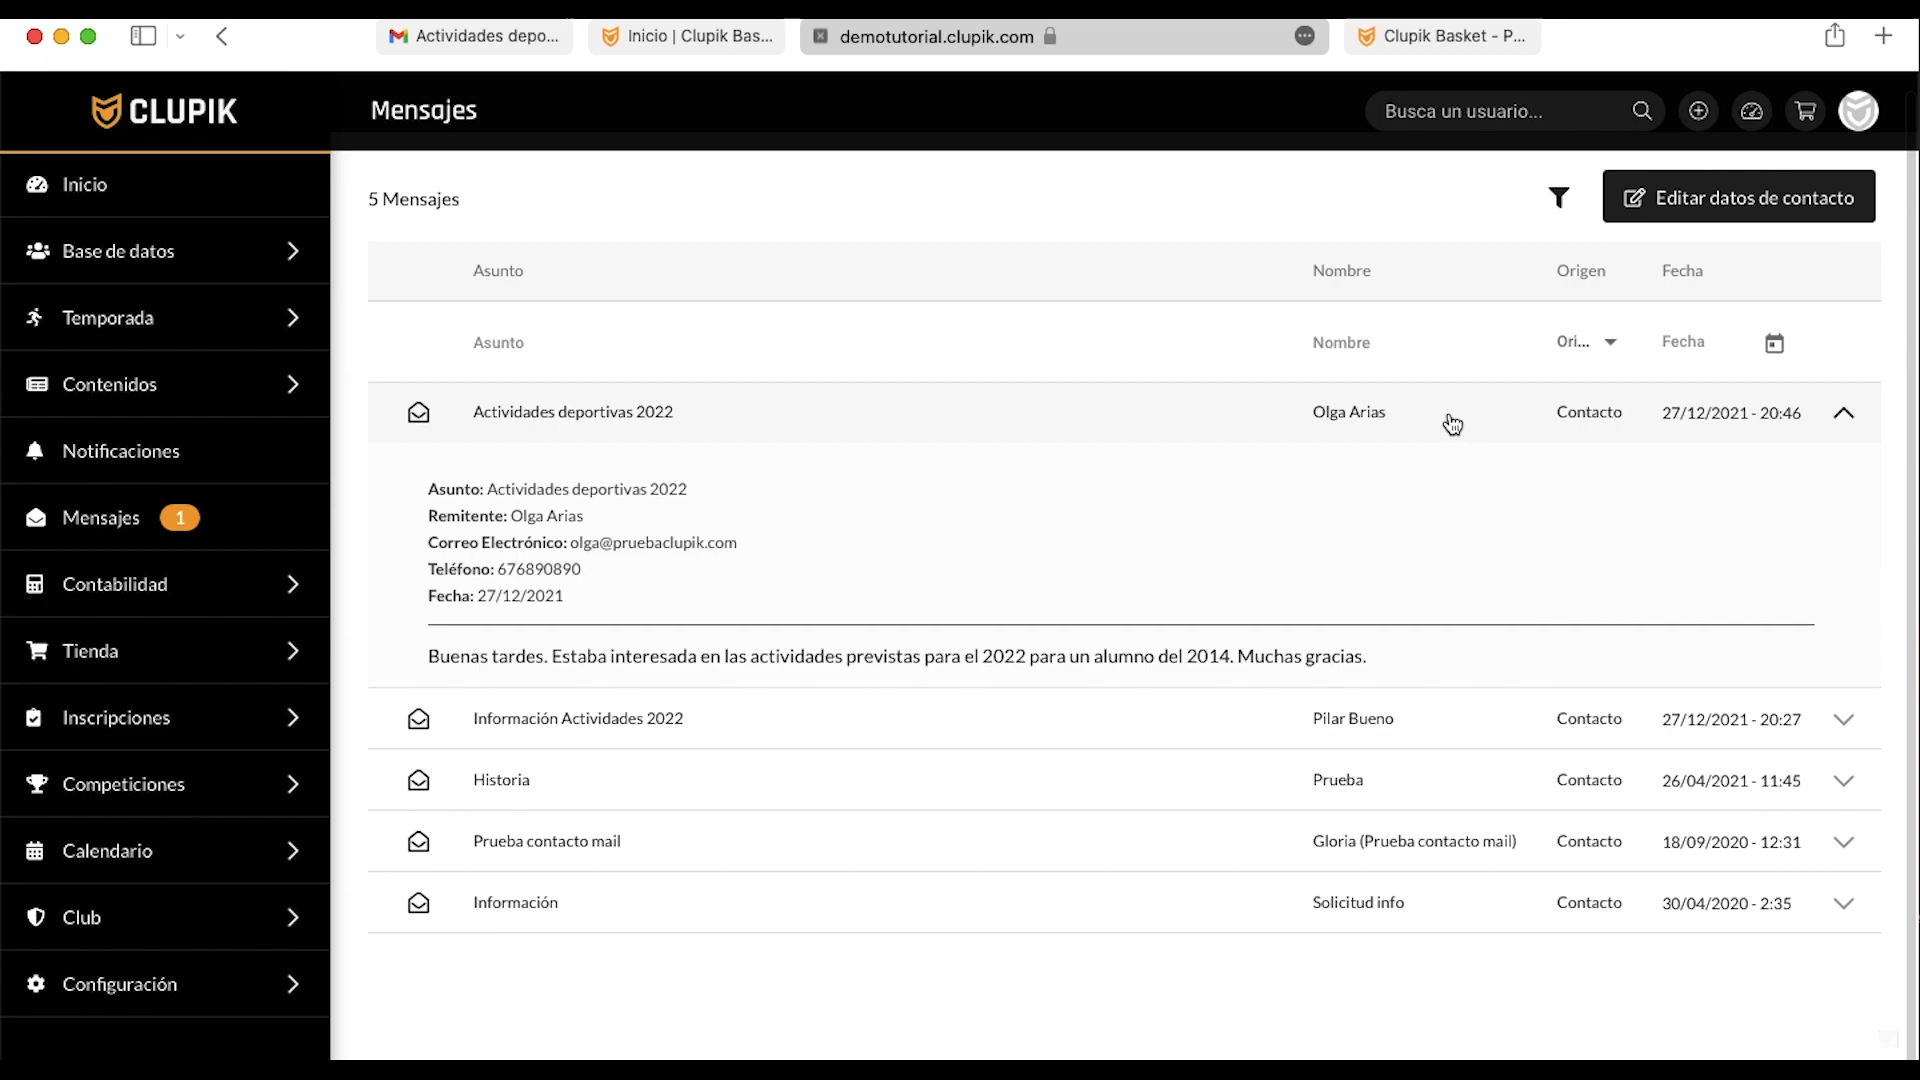 Actividades depo...
Inicio | Clupik Bas...
demotutorial.clupik.com
Clupik Basket - P...
CLUPIK
Mensajes
Busca un usuario...
Inicio
Base de datos
Temporada
Contenidos
Notificaciones
Mensajes 1
Contabilidad
Tienda
Inscripciones
Competiciones
Calendario
Club
Configuración
5 Mensajes
Editar datos de contacto
Asunto Nombre Origen Fecha
Asunto Nombre Ori... Fecha
Actividades deportivas 2022 Olga Arias Contacto 27/12/2021 - 20:46
Asunto: Actividades deportivas 2022
Remitente: Olga Arias
Correo Electrónico: olga@pruebaclupik.com
Teléfono: 676890890
Fecha: 27/12/2021
Buenas tardes. Estaba interesada en las actividades previstas para el 2022 para un alumno del 2014. Muchas gracias.
Información Actividades 2022 Pilar Bueno Contacto 27/12/2021 - 20:27
Historia Prueba Contacto 26/04/2021 - 11:45
Prueba contacto mail Gloria (Prueba contacto mail) Contacto 18/09/2020 - 12:31
Información Solicitud info Contacto 30/04/2020 - 2:35